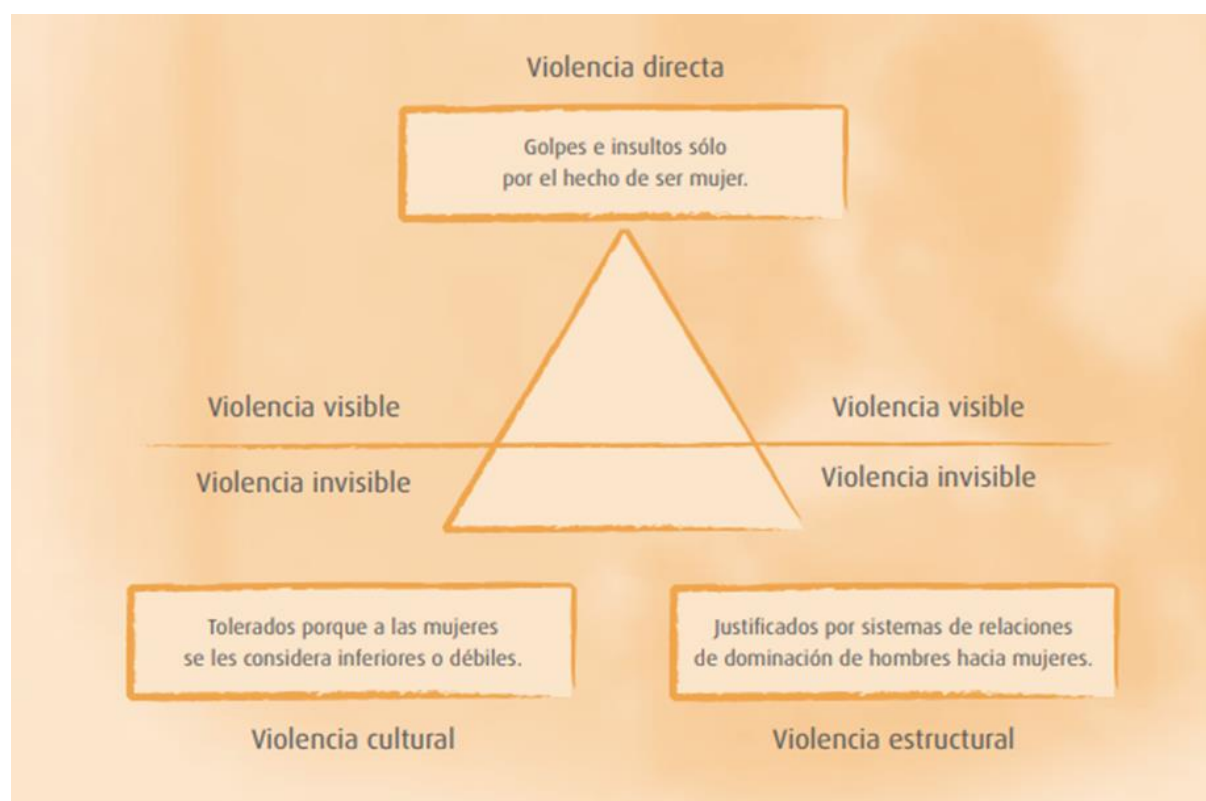 Violencia directa
Golpes e insultos sólo
por el hecho de ser mujer.
Violencia visible
Violencia visible
Violencia invisible
Violencia invisible
Tolerados porque a las mujeres
se les considera inferiores o débiles.
Justificados por sistemas de relaciones
de dominación de hombres hacia mujeres.
Violencia cultural
Violencia estructural